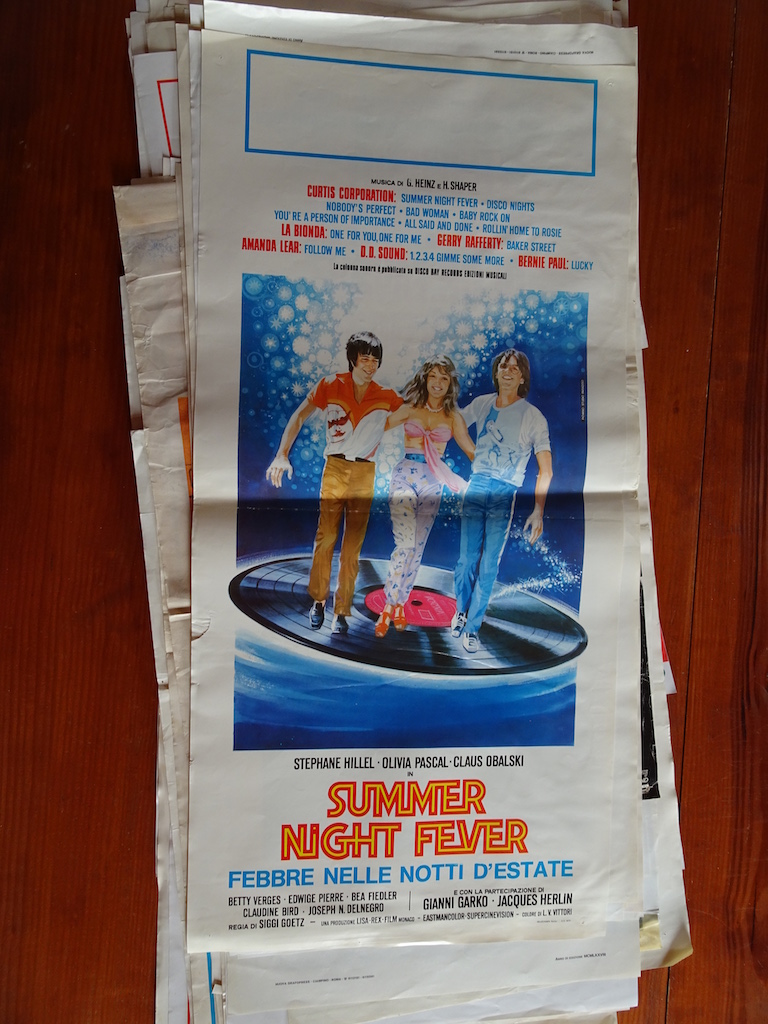 MUSICA DI G. HEINZ E H. SHAPER
CURTIS CORPORATION: SUMMER NIGHT FEVER • DISCO NIGHTS
NOBODY'S PERFECT • BAD WOMAN • BABY ROCK ON
YOU'RE A PERSON OF IMPORTANCE • ALL SAID AND DONE • ROLLIN' HOME TO ROSIE
LA BIONDA: ONE FOR YOU, ONE FOR ME • GERRY RAFFERTY: BAKER STREET
AMANDA LEAR: FOLLOW ME • D.D. SOUND: 1.2.3.4 GIMME SOME MORE • BERNIE PAUL: LUCKY
La colonna sonora è pubblicata su DISCO BAY RECORDS EDIZIONI MUSICALI
STEPHANE HILLEL · OLIVIA PASCAL · CLAUS OBALSKI
IN
SUMMER
NIGHT FEVER
FEBBRE NELLE NOTTI D'ESTATE
BETTY VERGES · EDWIGE PIERRE · BEA FIEDLER
CLAUDINE BIRD · JOSEPH N. DELNEGRO
E CON LA PARTECIPAZIONE DI
GIANNI GARKO · JACQUES HERLIN
REGIA DI SIGGI GOETZ — UNA PRODUZIONE LISA-REX-FILM MONACO — EASTMANCOLOR-SUPERCINEVISION — COLORE DI L.V. VITTORI